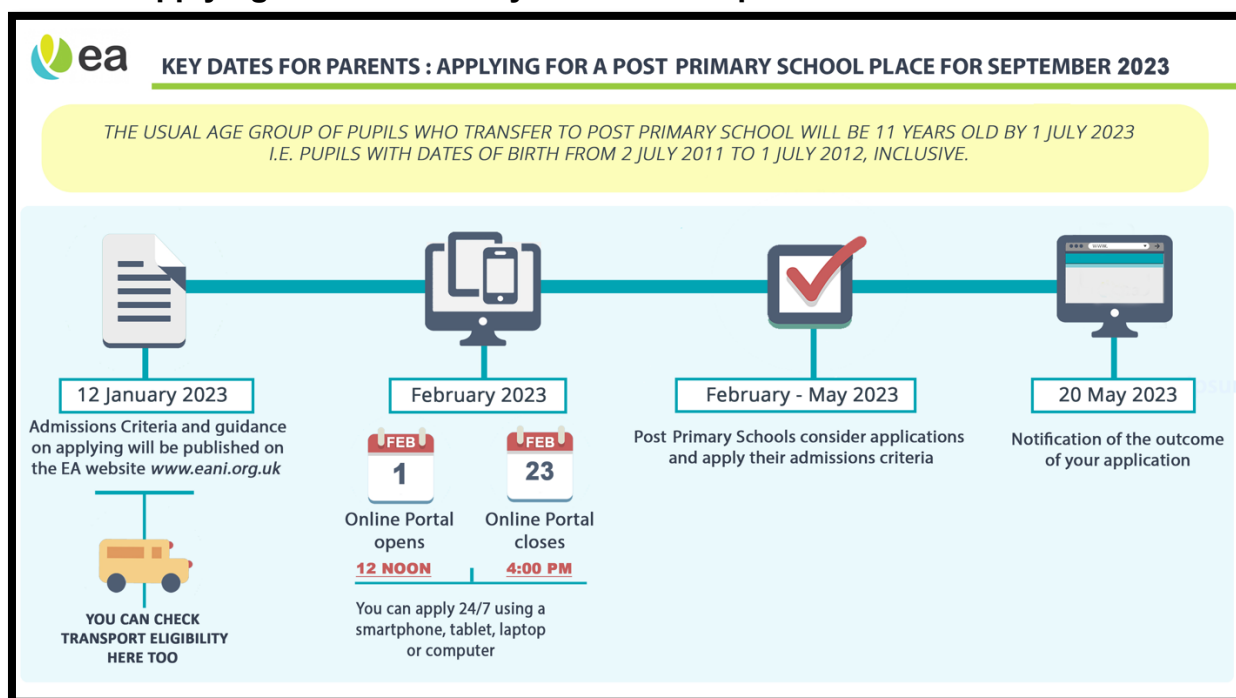 ea
KEY DATES FOR PARENTS : APPLYING FOR A POST PRIMARY SCHOOL PLACE FOR SEPTEMBER 2023
THE USUAL AGE GROUP OF PUPILS WHO TRANSFER TO POST PRIMARY SCHOOL WILL BE 11 YEARS OLD BY 1 JULY 2023
I.E. PUPILS WITH DATES OF BIRTH FROM 2 JULY 2011 TO 1 JULY 2012, INCLUSIVE.
12 January 2023
Admissions Criteria and guidance
on applying will be published on
the EA website www.eani.org.uk
YOU CAN CHECK
TRANSPORT ELIGIBILITY
HERE TOO
February 2023
FEB
1
Online Portal
opens
12 NOON
FEB
23
Online Portal
closes
4:00 PM
You can apply 24/7 using a
smartphone, tablet, laptop
or computer
February - May 2023
Post Primary Schools consider applications
and apply their admissions criteria
WWW.
20 May 2023
Notification of the outcome
of your application